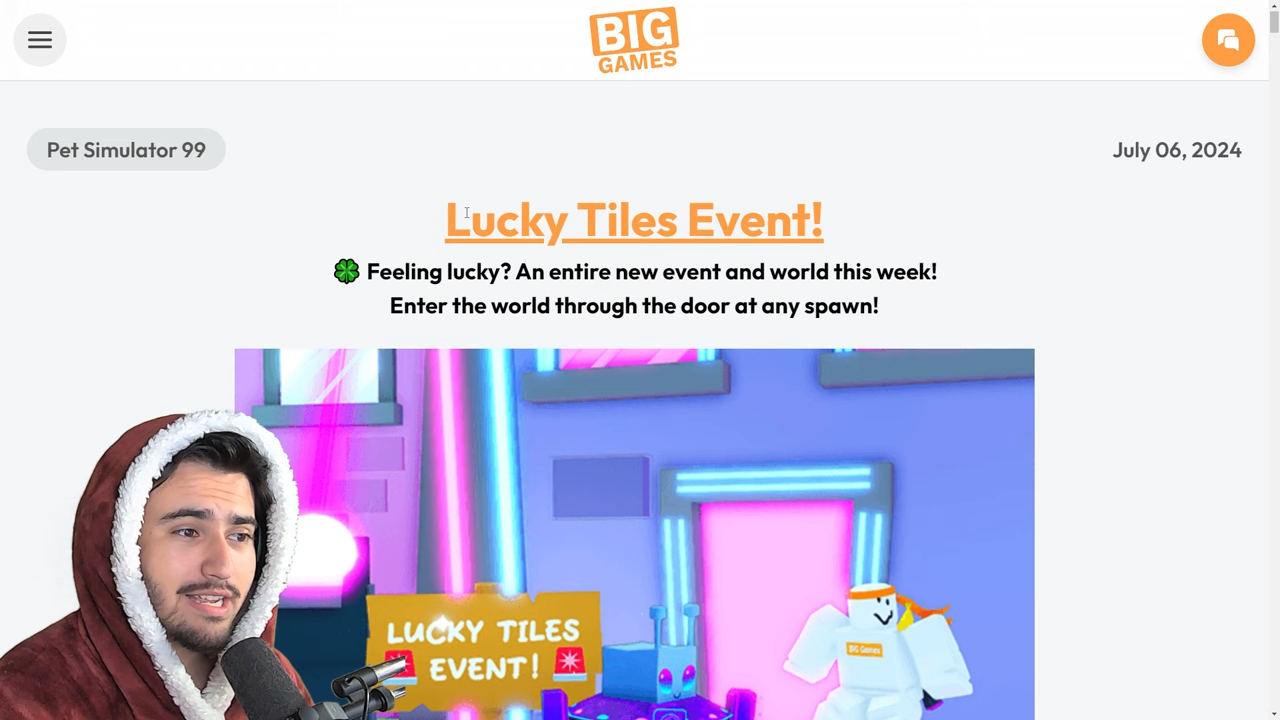 BIG
GAMES
Pet Simulator 99
July 06, 2024
Lucky Tiles Event!
🍀 Feeling lucky? An entire new event and world this week!
Enter the world through the door at any spawn!
LUCKY TILES
EVENT!
BIG Games